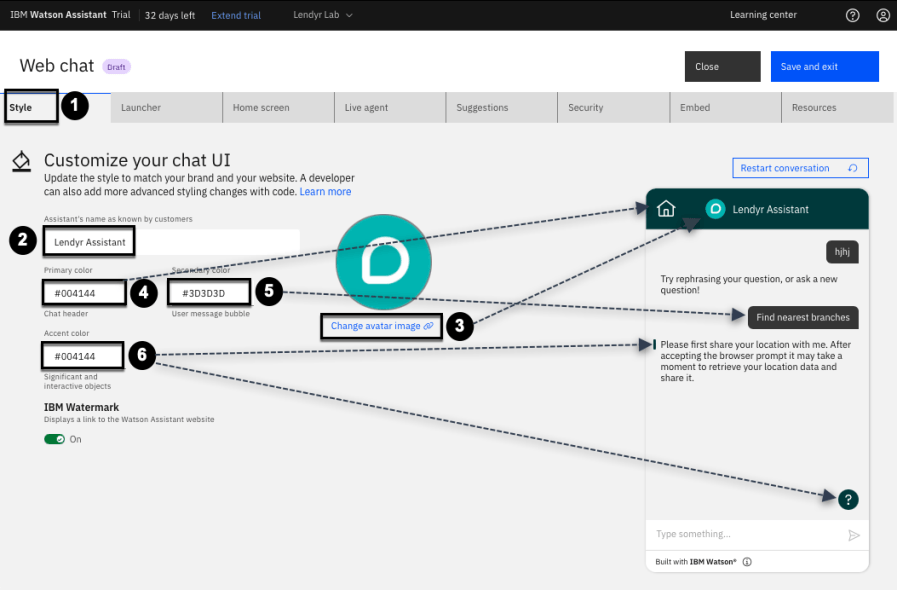 IBM Watson Assistant Trial 32 days left Extend trial Lendyr Lab Learning center
Web chat Draft Close Save and exit
Style 1 Launcher Home screen Live agent Suggestions Security Embed Resources
Customize your chat UI
Update the style to match your brand and your website. A developer
can also add more advanced styling changes with code. Learn more
Assistant's name as known by customers
2 Lendyr Assistant
Primary color Secondary color
#004144 4 #3D3D3D 5
Chat header User message bubble
Change avatar image 3
Accent color
#004144 6
Significant and
interactive objects
IBM Watermark
Displays a link to the Watson Assistant website
On
Restart conversation
Lendyr Assistant
hjhj
Try rephrasing your question, or ask a new
question!
Find nearest branches
Please first share your location with me. After
accepting the browser prompt it may take a
moment to retrieve your location data and
share it.
?
Type something...
Built with IBM Watson®